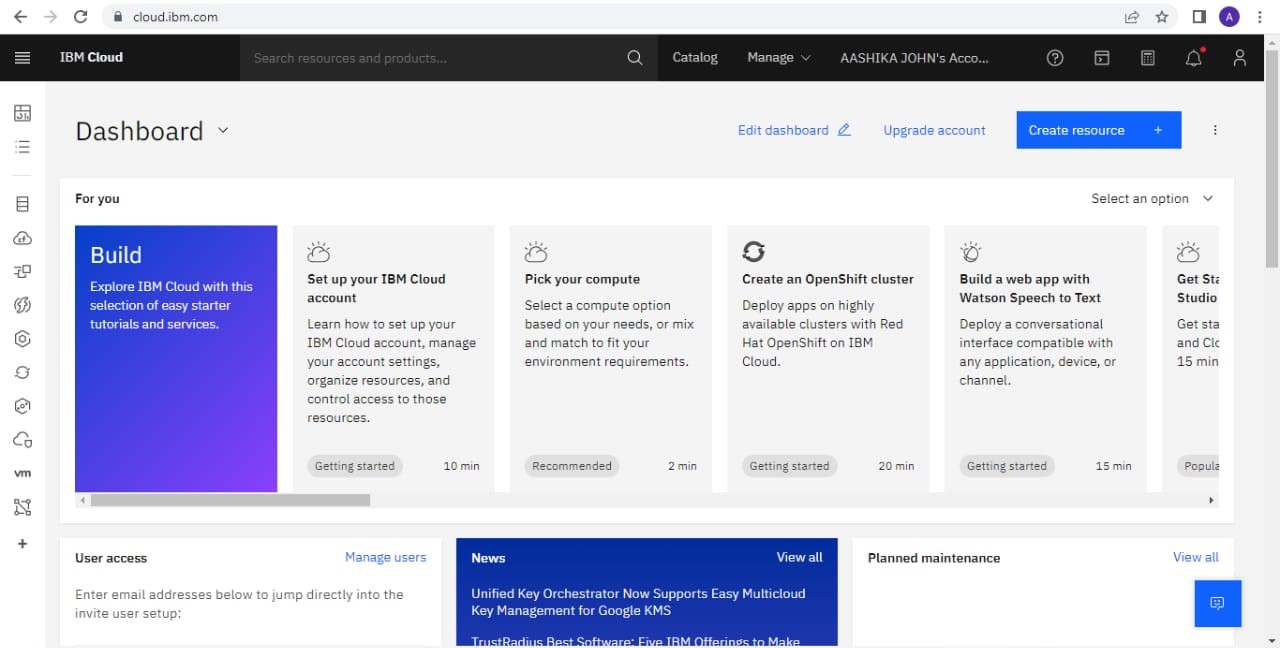 cloud.ibm.com
A
IBM Cloud
Search resources and products...
Catalog
Manage
AASHIKA JOHN's Acco...
Dashboard
Edit dashboard
Upgrade account
Create resource +
For you
Select an option
Build
Explore IBM Cloud with this
selection of easy starter
tutorials and services.
Set up your IBM Cloud
account
Learn how to set up your
IBM Cloud account, manage
your account settings,
organize resources, and
control access to those
resources.
Getting started
10 min
Pick your compute
Select a compute option
based on your needs, or mix
and match to fit your
environment requirements.
Recommended
2 min
Create an OpenShift cluster
Deploy apps on highly
available clusters with Red
Hat OpenShift on IBM
Cloud.
Getting started
20 min
Build a web app with
Watson Speech to Text
Deploy a conversational
interface compatible with
any application, device, or
channel.
Getting started
15 min
Get Sta
Studio
Get sta
and Clo
15 min
Popula
vm
+
User access
Manage users
Enter email addresses below to jump directly into the
invite user setup:
News
View all
Unified Key Orchestrator Now Supports Easy Multicloud
Key Management for Google KMS
TrustRadius Best Software: Five IBM Offerings to Make
Planned maintenance
View all